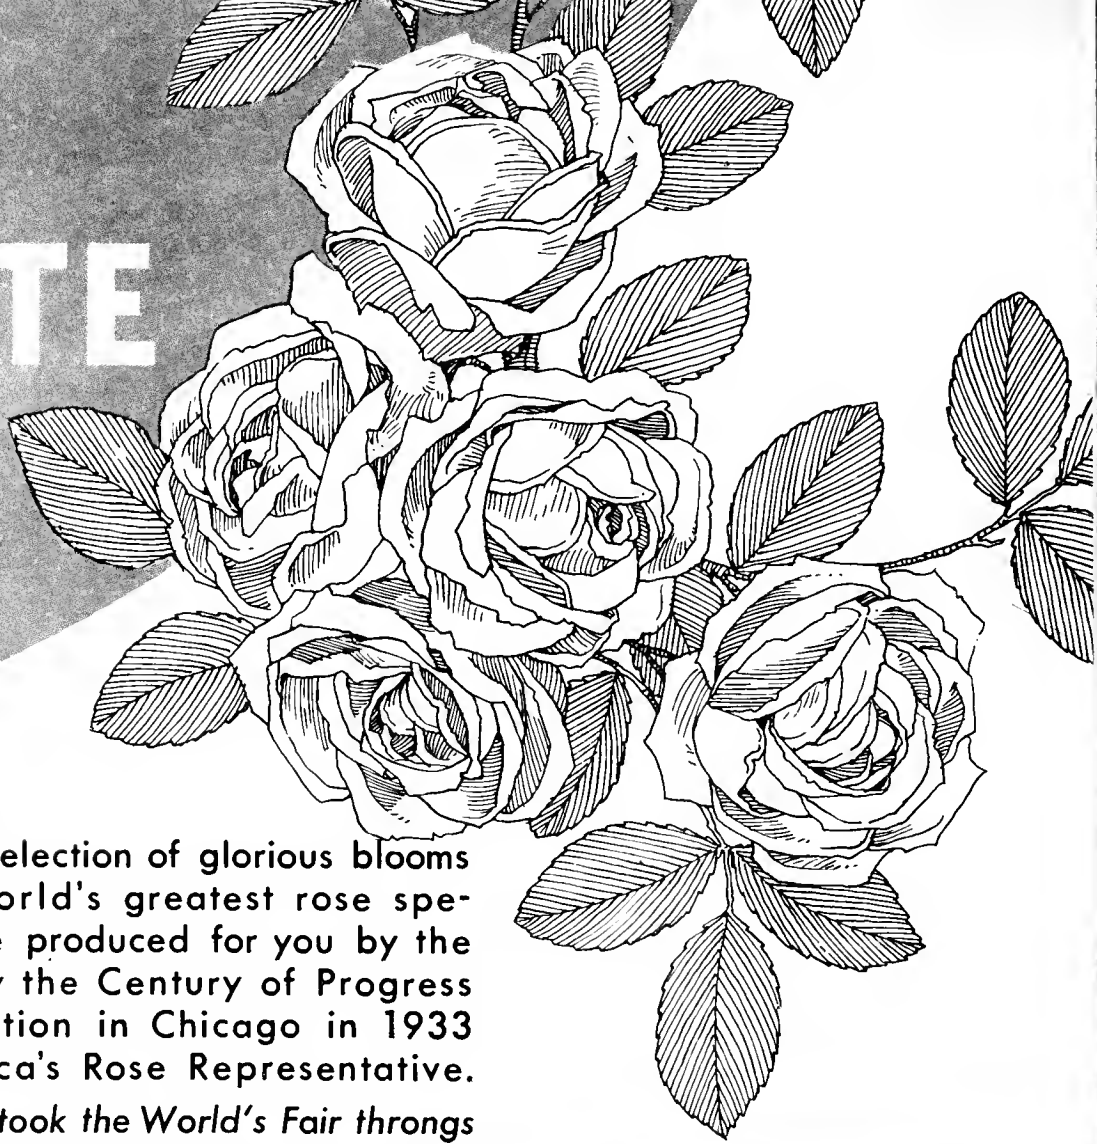 TE
election of glorious blooms
orld's greatest rose spe-
e produced for you by the
y the Century of Progress
tion in Chicago in 1933
ca's Rose Representative.
took the World's Fair throngs